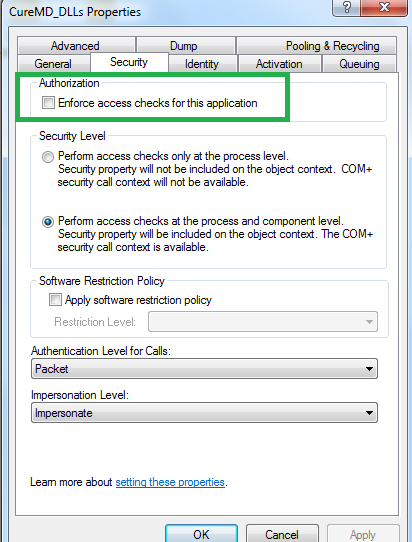 CureMD_DLLs Properties
?
Advanced Dump Pooling & Recycling
General Security Identity Activation Queuing
Authorization
Enforce access checks for this application
Security Level
Perform access checks only at the process level.
Security property will not be included on the object context. COM+
security call context will not be available.
Perform access checks at the process and component level.
Security property will be included on the object context. The COM+
security call context is available.
Software Restriction Policy
Apply software restriction policy
Restriction Level:
Authentication Level for Calls:
Packet
Impersonation Level:
Impersonate
Learn more about setting these properties.
OK Cancel Apply